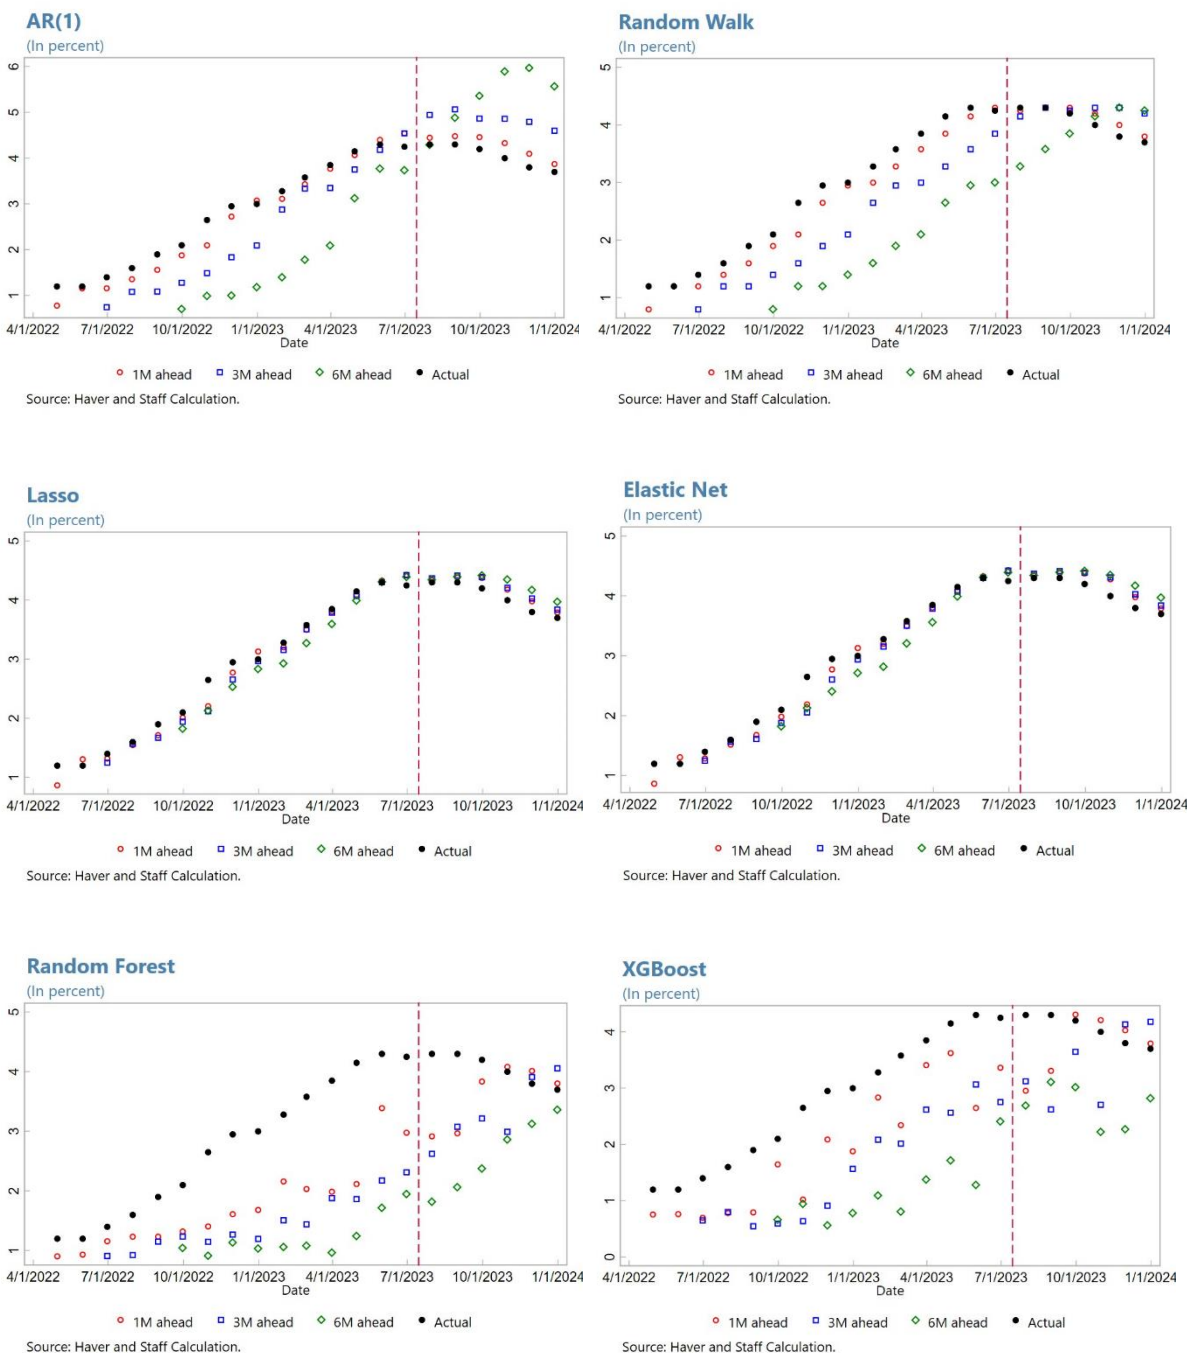 AR(1)
(In percent)
6
5
4
3
2
1
4/1/2022 7/1/2022 10/1/2022 1/1/2023 4/1/2023 7/1/2023 10/1/2023 1/1/2024
Date
1M ahead 3M ahead 6M ahead Actual
Source: Haver and Staff Calculation.
Random Walk
(In percent)
5
4
3
2
1
4/1/2022 7/1/2022 10/1/2022 1/1/2023 4/1/2023 7/1/2023 10/1/2023 1/1/2024
Date
1M ahead 3M ahead 6M ahead Actual
Source: Haver and Staff Calculation.
Lasso
(In percent)
5
4
3
2
1
4/1/2022 7/1/2022 10/1/2022 1/1/2023 4/1/2023 7/1/2023 10/1/2023 1/1/2024
Date
1M ahead 3M ahead 6M ahead Actual
Source: Haver and Staff Calculation.
Elastic Net
(In percent)
5
4
3
2
1
4/1/2022 7/1/2022 10/1/2022 1/1/2023 4/1/2023 7/1/2023 10/1/2023 1/1/2024
Date
1M ahead 3M ahead 6M ahead Actual
Source: Haver and Staff Calculation.
Random Forest
(In percent)
5
4
3
2
1
4/1/2022 7/1/2022 10/1/2022 1/1/2023 4/1/2023 7/1/2023 10/1/2023 1/1/2024
Date
1M ahead 3M ahead 6M ahead Actual
Source: Haver and Staff Calculation.
XGBoost
(In percent)
4
3
2
1
0
4/1/2022 7/1/2022 10/1/2022 1/1/2023 4/1/2023 7/1/2023 10/1/2023 1/1/2024
Date
1M ahead 3M ahead 6M ahead Actual
Source: Haver and Staff Calculation.